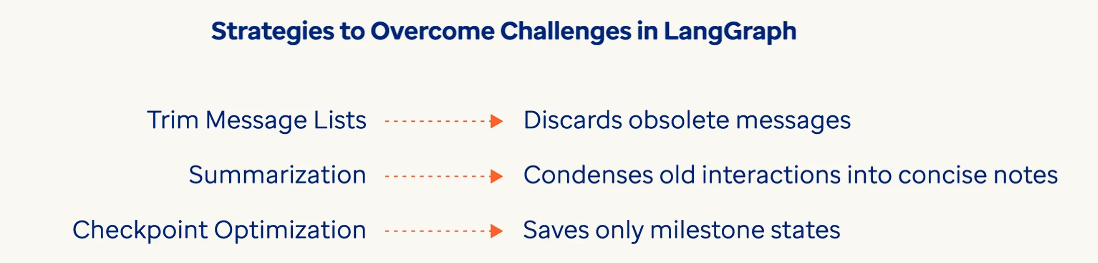 Strategies to Overcome Challenges in LangGraph
Trim Message Lists Discards obsolete messages
Summarization Condenses old interactions into concise notes
Checkpoint Optimization Saves only milestone states